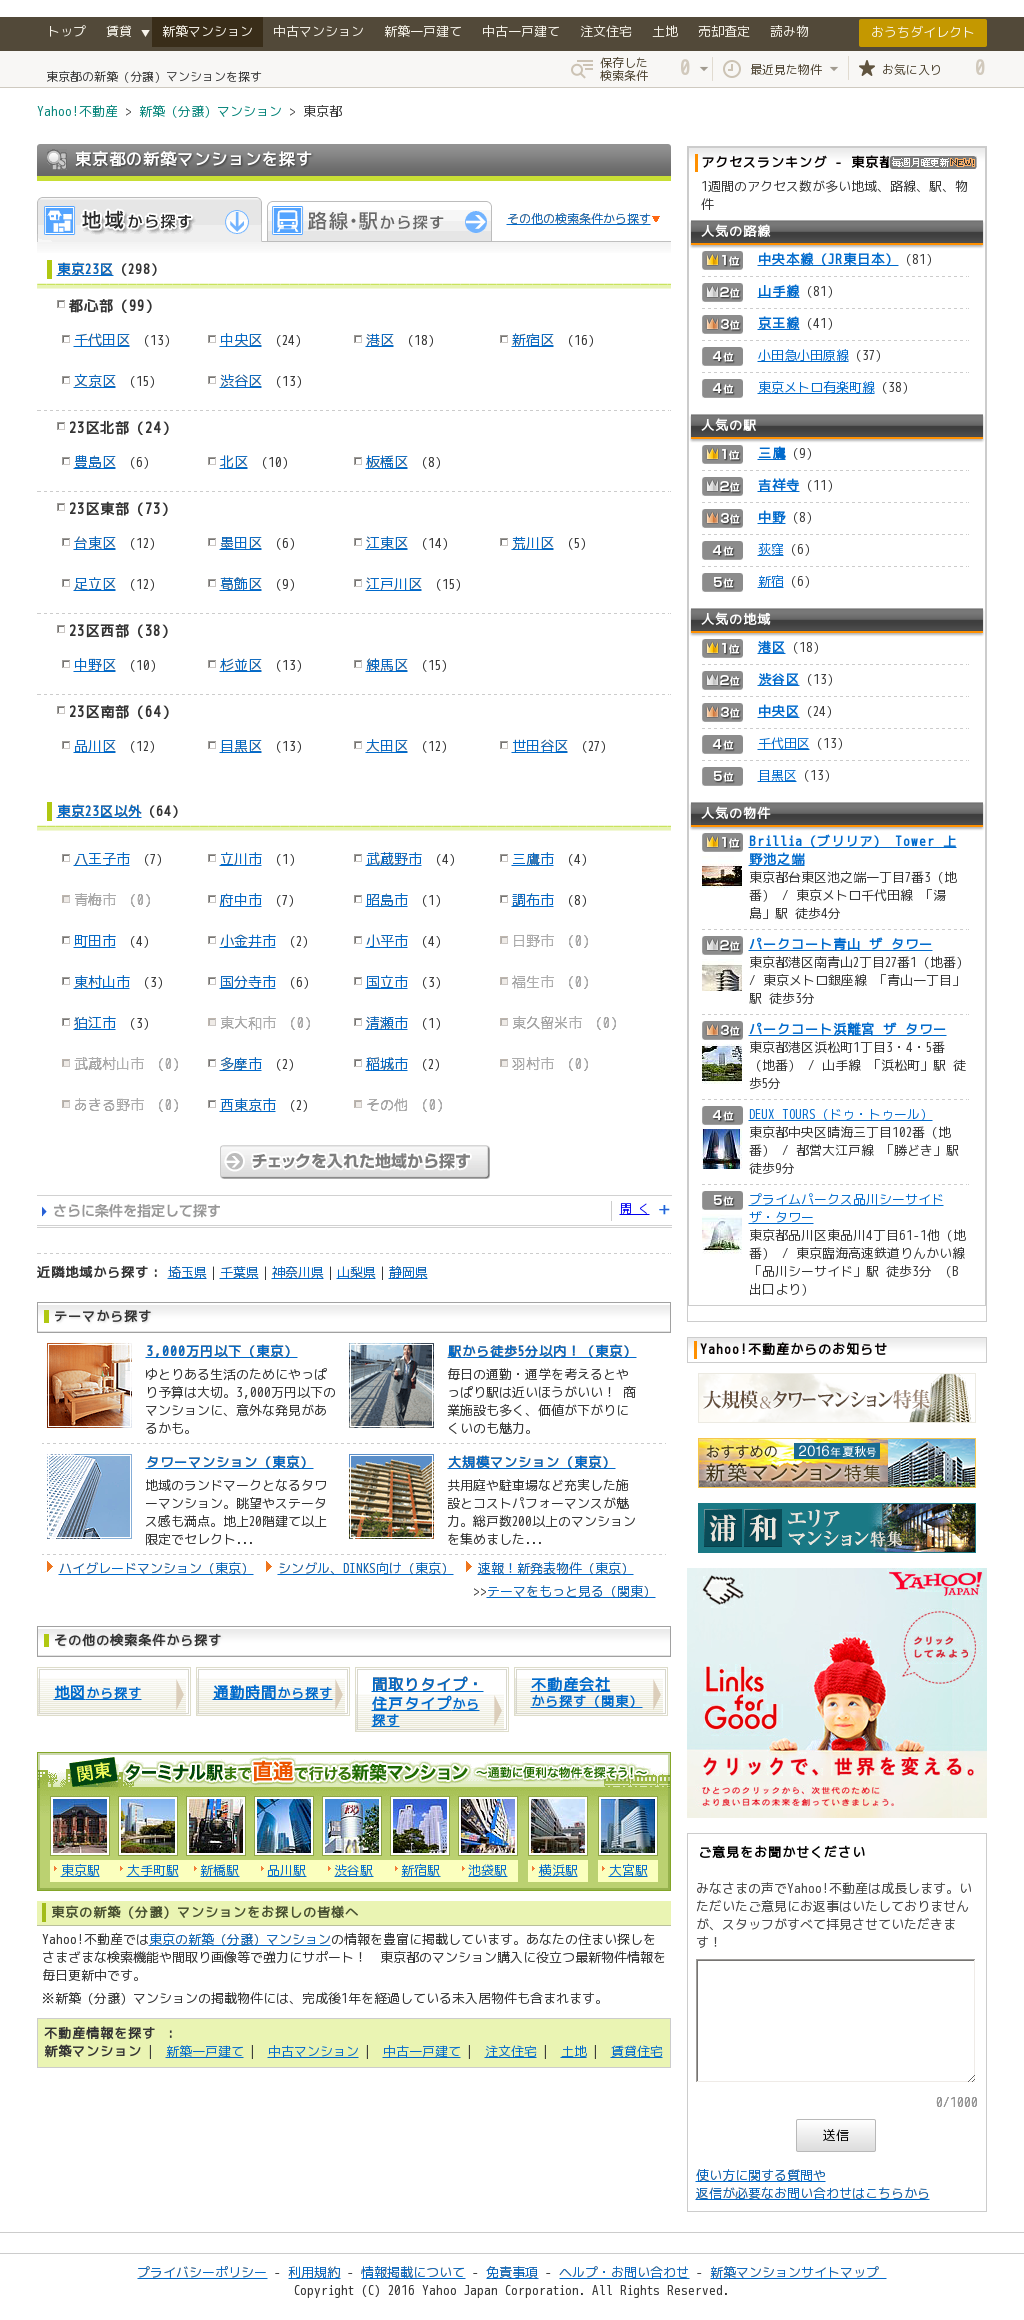 トップ 賃貸 ▼ 新築マンション 中古マンション 新築一戸建て 中古一戸建て 注文住宅 土地 売却査定 読み物 おうちダイレクト
東京都の新築（分譲）マンションを探す 保存した検索条件 0 最近見た物件 お気に入り 0
Yahoo!不動産 > 新築（分譲）マンション > 東京都
東京都の新築マンションを探す
地域から探す 路線・駅から探す その他の検索条件から探す
東京23区（298）
都心部（99）
千代田区 （13） 中央区 （24） 港区 （18） 新宿区 （16）
文京区 （15） 渋谷区 （13）
23区北部（24）
豊島区 （6） 北区 （10） 板橋区 （8）
23区東部（73）
台東区 （12） 墨田区 （6） 江東区 （14） 荒川区 （5）
足立区 （12） 葛飾区 （9） 江戸川区 （15）
23区西部（38）
中野区 （10） 杉並区 （13） 練馬区 （15）
23区南部（64）
品川区 （12） 目黒区 （13） 大田区 （12） 世田谷区 （27）
東京23区以外（64）
八王子市 （7） 立川市 （1） 武蔵野市 （4） 三鷹市 （4）
青梅市 （0） 府中市 （7） 昭島市 （1） 調布市 （8）
町田市 （4） 小金井市 （2） 小平市 （4） 日野市 （0）
東村山市 （3） 国分寺市 （6） 国立市 （3） 福生市 （0）
狛江市 （3） 東大和市 （0） 清瀬市 （1） 東久留米市 （0）
武蔵村山市 （0） 多摩市 （2） 稲城市 （2） 羽村市 （0）
あきる野市 （0） 西東京市 （2） その他 （0）
チェックを入れた地域から探す
さらに条件を指定して探す 開く
近隣地域から探す： 埼玉県｜千葉県｜神奈川県｜山梨県｜静岡県
テーマから探す
3,000万円以下（東京）
ゆとりある生活のためにやっぱ
り予算は大切。3,000万円以下の
マンションに、意外な発見があ
るかも。
駅から徒歩5分以内！（東京）
毎日の通勤・通学を考えるとや
っぱり駅は近いほうがいい！ 商
業施設も多く、価値が下がりに
くいのも魅力。
タワーマンション（東京）
地域のランドマークとなるタワ
ーマンション。眺望やステータ
ス感も満点。地上20階建て以上
限定でセレクト...
大規模マンション（東京）
共用庭や駐車場など充実した施
設とコストパフォーマンスが魅
力。総戸数200以上のマンション
を集めました...
ハイグレードマンション（東京） シングル、DINKS向け（東京） 速報！新発表物件（東京）
>>テーマをもっと見る（関東）
その他の検索条件から探す
地図から探す 通勤時間から探す
間取りタイプ・
住戸タイプから
探す
不動産会社
から探す（関東）
関東 ターミナル駅まで直通で行ける新築マンション ～通勤に便利な物件を探そう！～
東京駅 大手町駅 新橋駅 品川駅 渋谷駅 新宿駅 池袋駅 横浜駅 大宮駅
東京の新築（分譲）マンションをお探しの皆様へ
Yahoo!不動産では東京の新築（分譲）マンションの情報を豊富に掲載しています。あなたの住まい探しを
さまざまな検索機能や間取り画像等で強力にサポート！　東京都のマンション購入に役立つ最新物件情報を
毎日更新中です。
※新築（分譲）マンションの掲載物件には、完成後1年を経過している未入居物件も含まれます。
不動産情報を探す ：
新築マンション｜ 新築一戸建て｜ 中古マンション｜ 中古一戸建て｜ 注文住宅｜ 土地｜ 賃貸住宅
アクセスランキング - 東京都 毎週月曜更新NEW!
1週間のアクセス数が多い地域、路線、駅、物
件
人気の路線
1位 中央本線（JR東日本）（81）
2位 山手線（81）
3位 京王線（41）
4位 小田急小田原線（37）
4位 東京メトロ有楽町線（38）
人気の駅
1位 三鷹（9）
2位 吉祥寺（11）
3位 中野（8）
4位 荻窪（6）
5位 新宿（6）
人気の地域
1位 港区（18）
2位 渋谷区（13）
3位 中央区（24）
4位 千代田区（13）
5位 目黒区（13）
人気の物件
1位 Brillia（ブリリア） Tower 上
野池之端
東京都台東区池之端一丁目7番3（地
番） / 東京メトロ千代田線 「湯
島」駅 徒歩4分
2位 パークコート青山 ザ タワー
東京都港区南青山2丁目27番1（地番）
/ 東京メトロ銀座線 「青山一丁目」
駅 徒歩3分
3位 パークコート浜離宮 ザ タワー
東京都港区浜松町1丁目3・4・5番
（地番） / 山手線 「浜松町」駅 徒
歩5分
4位 DEUX TOURS（ドゥ・トゥール）
東京都中央区晴海三丁目102番（地
番） / 都営大江戸線 「勝どき」駅
徒歩9分
5位 プライムパークス品川シーサイド
ザ・タワー
東京都品川区東品川4丁目61-1他（地
番） / 東京臨海高速鉄道りんかい線
「品川シーサイド」駅 徒歩3分 （B
出口より）
Yahoo!不動産からのお知らせ
大規模&タワーマンション特集
おすすめの 2016年夏秋号
新築マンション特集
浦和 エリア
マンション特集
YAHOO!
JAPAN
クリック
してみよう
Links
for
Good
クリックで、世界を変える。
ひとつのクリックから、次世代のために
より良い日本の未来を創っていきましょう。
ご意見をお聞かせください
みなさまの声でYahoo!不動産は成長します。い
ただいたご意見にお返事はいたしておりません
が、スタッフがすべて拝見させていただきま
す！
0/1000
送信
使い方に関する質問や
返信が必要なお問い合わせはこちらから
プライバシーポリシー - 利用規約 - 情報掲載について - 免責事項 - ヘルプ・お問い合わせ - 新築マンションサイトマップ
Copyright (C) 2016 Yahoo Japan Corporation. All Rights Reserved.